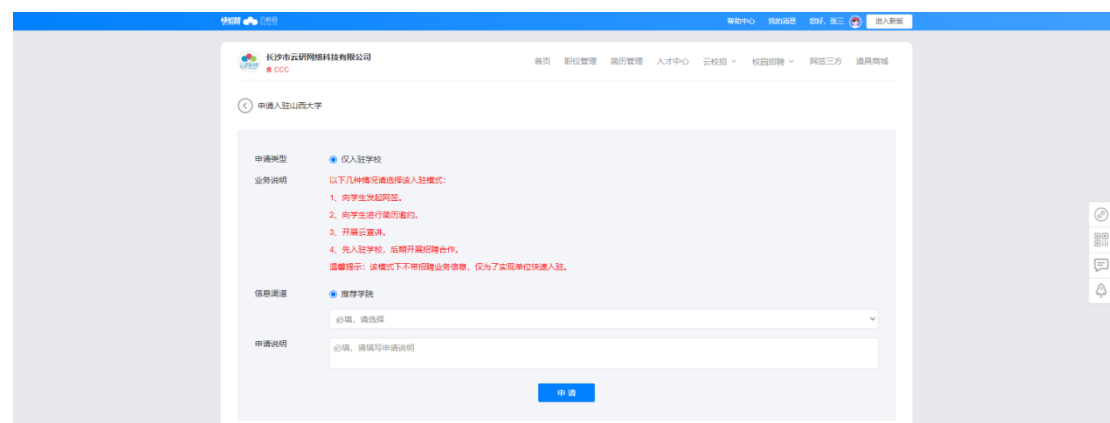 快招聘 云就业 帮助中心 我的消息 您好，张三 进入新版
长沙市云研网络科技有限公司
CCC
首页 职位管理 简历管理 人才中心 云校招 校园招聘 网签三方 道具商城
申请入驻山西大学
申请类型 仅入驻学校
业务说明 以下几种情况请选择该入驻模式：
1、向学生发起网签。
2、向学生进行简历邀约。
3、开展云宣讲。
4、先入驻学校，后期开展招聘合作。
温馨提示：该模式下不带招聘业务信息，仅为了实现单位快速入驻。
信息渠道 推荐学院
必填，请选择
申请说明 必填，请填写申请说明
申 请